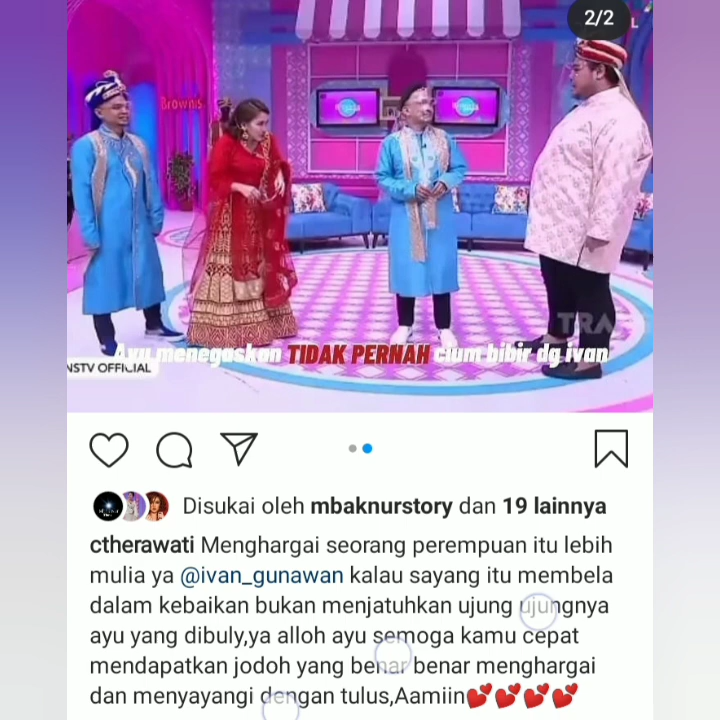 2/2
Brownis
Ayu menegaskan TIDAK PERNAH cium bibir dg ivan
TRA
NSTV OFFICIAL
Disukai oleh mbaknurstory dan 19 lainnya
ctherawati Menghargai seorang perempuan itu lebih
mulia ya @ivan_gunawan kalau sayang itu membela
dalam kebaikan bukan menjatuhkan ujung ujungnya
ayu yang dibuly,ya alloh ayu semoga kamu cepat
mendapatkan jodoh yang benar benar menghargai
dan menyayangi dengan tulus,Aamiin💕💕💕💕